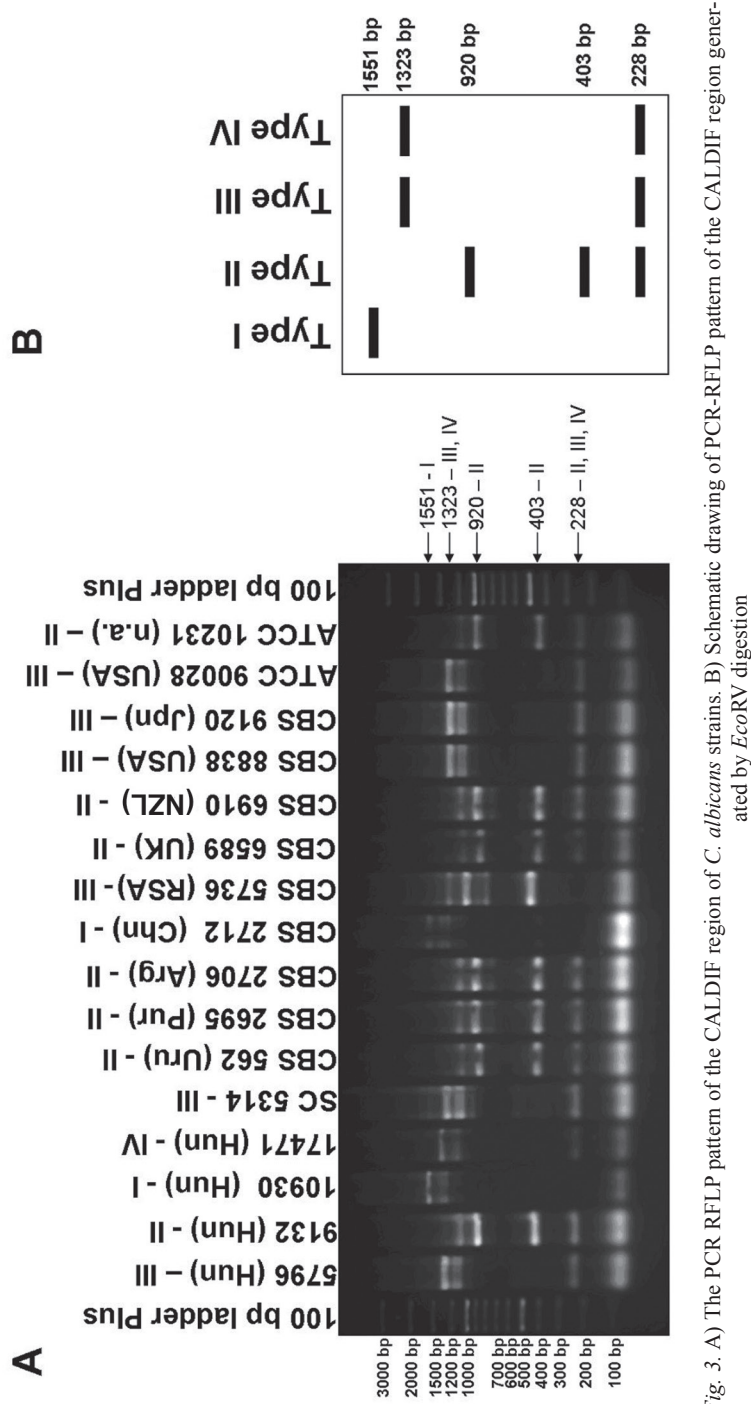 A
100 bp ladder Plus
5796 (Hun) – III
9132 (Hun) - II
10930 (Hun) - I
17471 (Hun) - IV
SC 5314 - III
CBS 562 (Uru) - II
CBS 2695 (Pur) - II
CBS 2706 (Arg) - II
CBS 2712 (Chn) - I
CBS 5736 (RSA)- III
CBS 6589 (UK) - II
CBS 6910 (NZL) - II
CBS 8838 (USA) – III
CBS 9120 (Jpn) – III
ATCC 90028 (USA) – III
ATCC 10231 (n.a.) – II
100 bp ladder Plus
3000 bp
2000 bp
1500 bp
1200 bp
1000 bp
700 bp
600 bp
500 bp
400 bp
300 bp
200 bp
100 bp
1551 - I
1323 – III, IV
920 – II
403 – II
228 – II, III, IV
B
Type I
Type II
Type III
Type IV
1551 bp
1323 bp
920 bp
403 bp
228 bp
ig. 3. A) The PCR RFLP pattern of the CALDIF region of C. albicans strains. B) Schematic drawing of PCR-RFLP pattern of the CALDIF region gener-
ated by EcoRV digestion